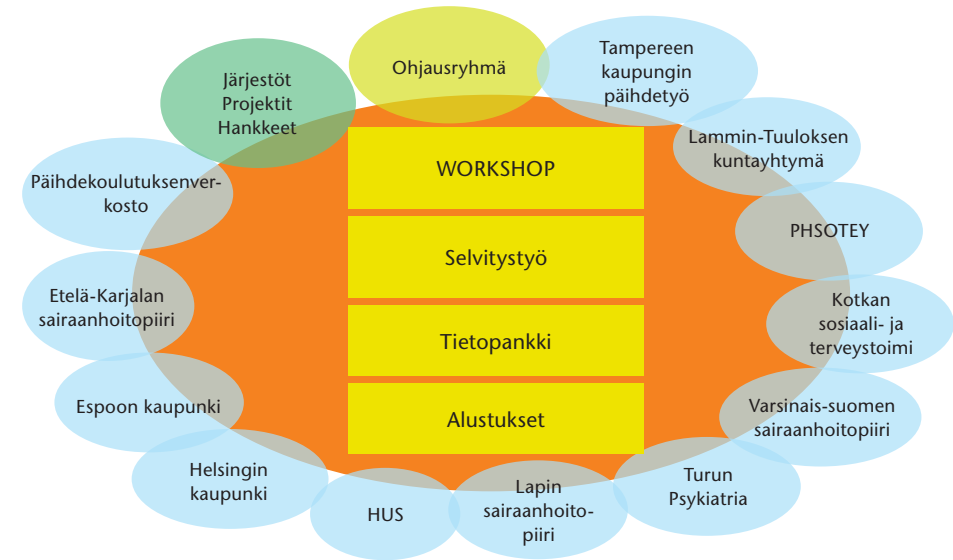 Järjestöt
Projektit
Hankkeet
Ohjausryhmä
Tampereen
kaupungin
päihdetyö
Lammin-Tuuloksen
kuntayhtymä
PHSOTEY
Kotkan
sosiaali- ja
terveystoimi
Varsinais-suomen
sairaanhoitopiiri
Turun
Psykiatria
Lapin
sairaanhoito-
piiri
HUS
Helsingin
kaupunki
Espoon kaupunki
Etelä-Karjalan
sairaanhoitopiiri
Päihdekoulutuksenver-
kosto
WORKSHOP
Selvitystyö
Tietopankki
Alustukset